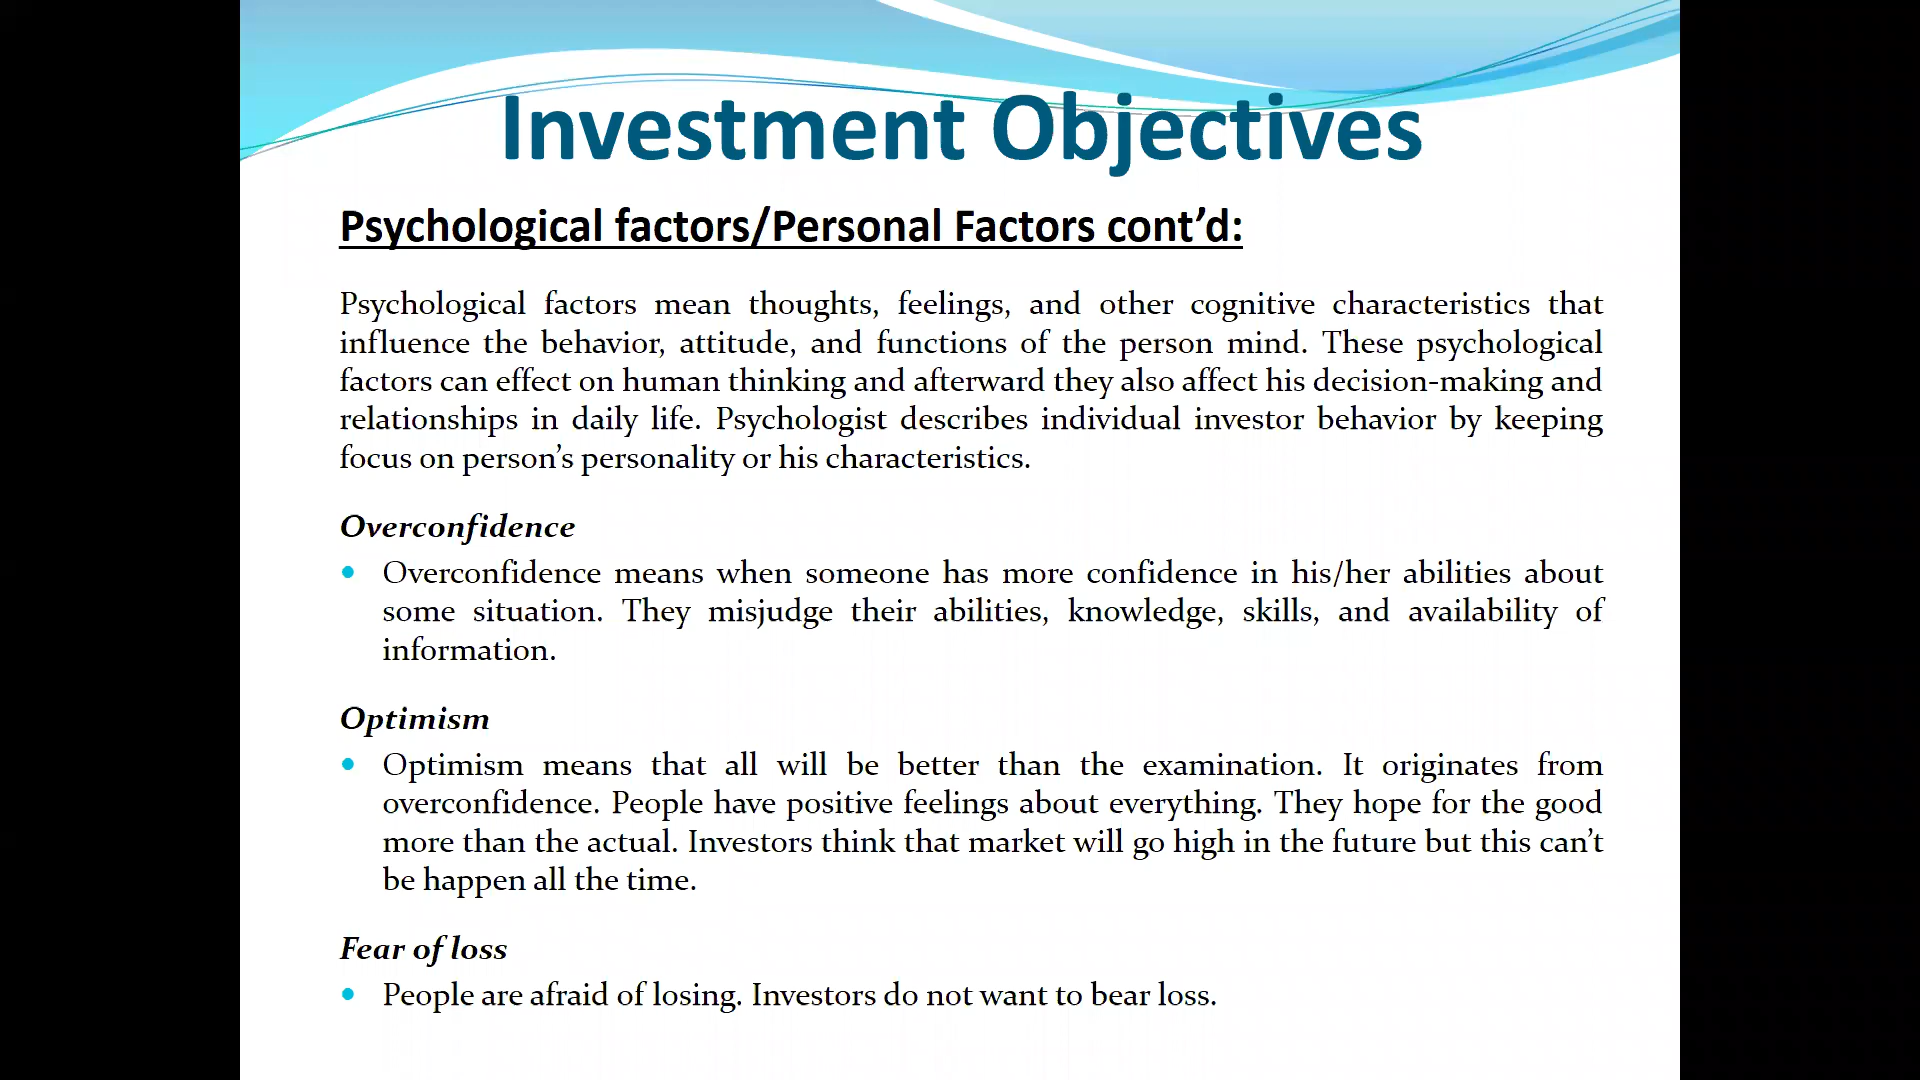 Investment Objectives
Psychological factors/Personal Factors cont’d:
Psychological factors mean thoughts, feelings, and other cognitive characteristics that
influence the behavior, attitude, and functions of the person mind. These psychological
factors can effect on human thinking and afterward they also affect his decision-making and
relationships in daily life. Psychologist describes individual investor behavior by keeping
focus on person’s personality or his characteristics.
Overconfidence
• Overconfidence means when someone has more confidence in his/her abilities about
some situation. They misjudge their abilities, knowledge, skills, and availability of
information.
Optimism
• Optimism means that all will be better than the examination. It originates from
overconfidence. People have positive feelings about everything. They hope for the good
more than the actual. Investors think that market will go high in the future but this can’t
be happen all the time.
Fear of loss
• People are afraid of losing. Investors do not want to bear loss.